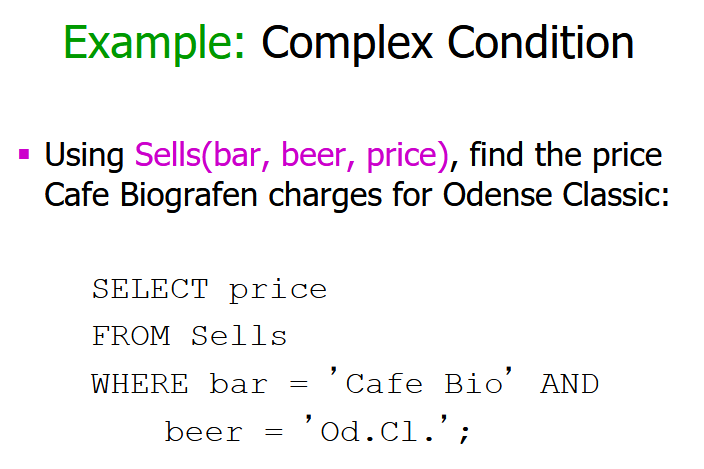 Example: Complex Condition
▪ Using Sells(bar, beer, price), find the price
Cafe Biografen charges for Odense Classic:
SELECT price
FROM Sells
WHERE bar = ’Cafe Bio’ AND
beer = ’Od.Cl.’;